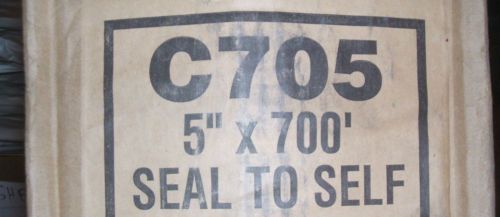 C705
5" x 700'
SEAL TO SELF